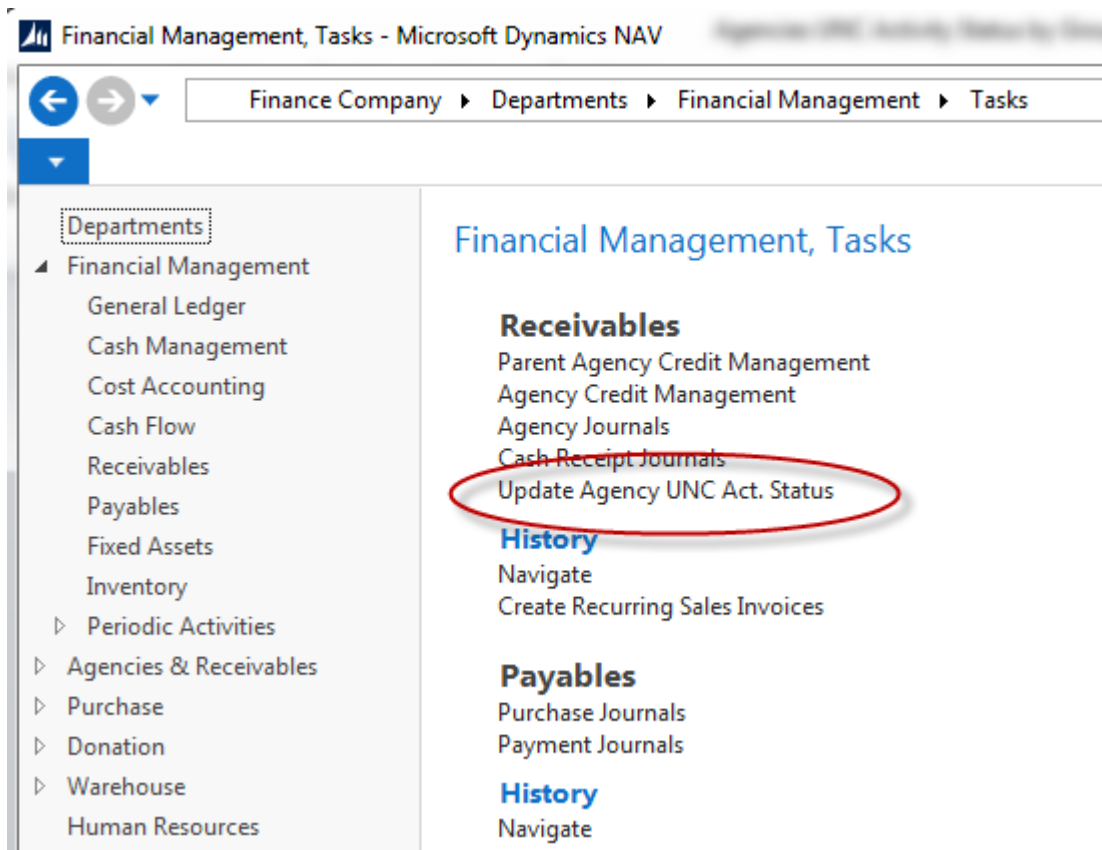 Financial Management, Tasks - Microsoft Dynamics NAV
Finance Company Departments Financial Management Tasks
Departments
Financial Management
General Ledger
Cash Management
Cost Accounting
Cash Flow
Receivables
Payables
Fixed Assets
Inventory
Periodic Activities
Agencies & Receivables
Purchase
Donation
Warehouse
Human Resources
Financial Management, Tasks
Receivables
Parent Agency Credit Management
Agency Credit Management
Agency Journals
Cash Receipt Journals
Update Agency UNC Act. Status
History
Navigate
Create Recurring Sales Invoices
Payables
Purchase Journals
Payment Journals
History
Navigate